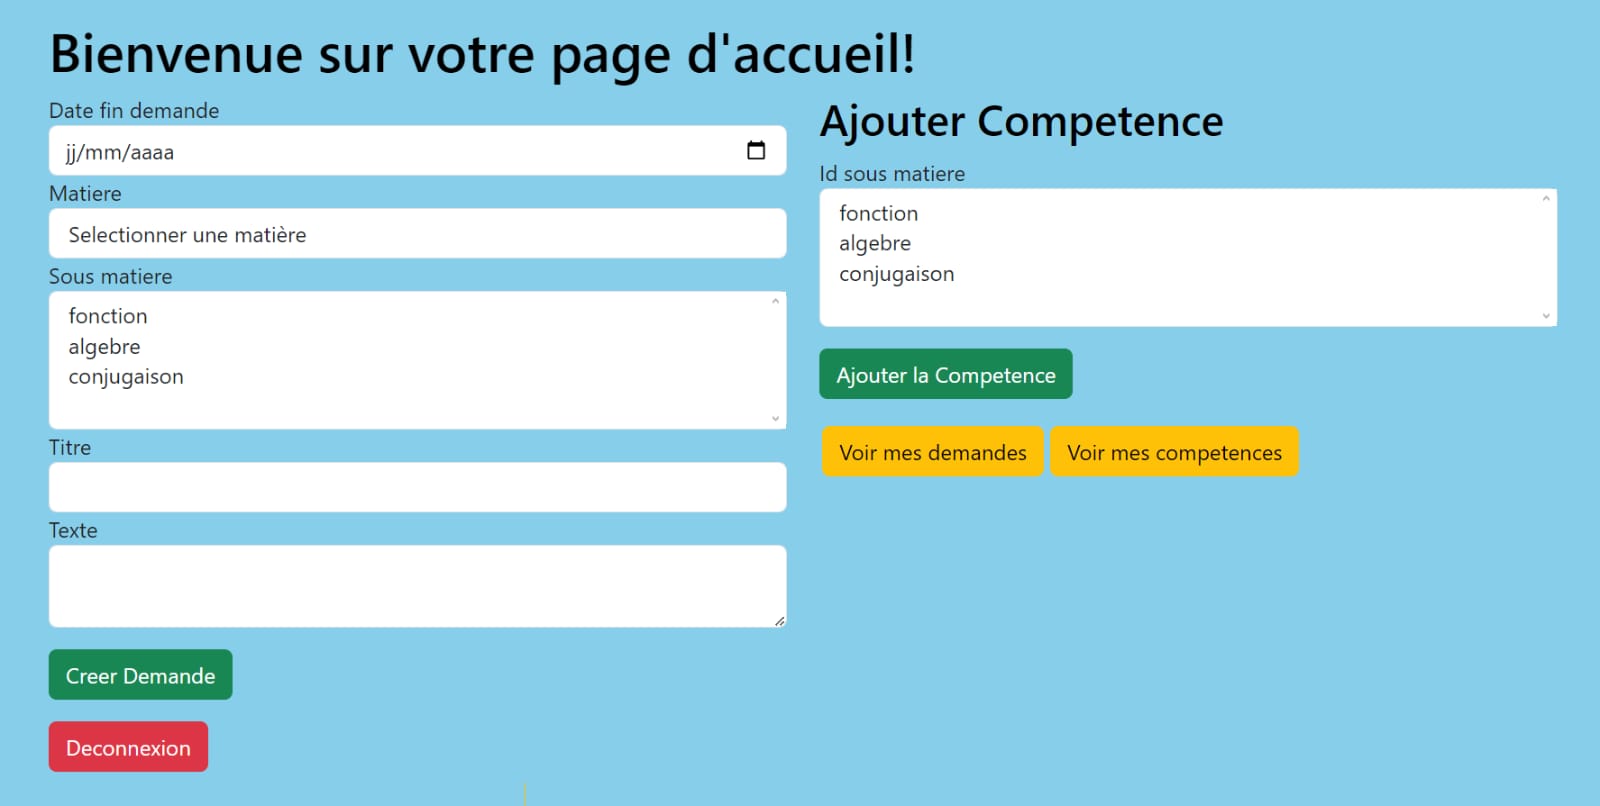 Bienvenue sur votre page d'accueil!
Date fin demande
jj/mm/aaaa
Matiere
Selectionner une matière
Sous matiere
fonction
algebre
conjugaison
Titre
Texte
Creer Demande
Deconnexion
Ajouter Competence
Id sous matiere
fonction
algebre
conjugaison
Ajouter la Competence
Voir mes demandes
Voir mes competences